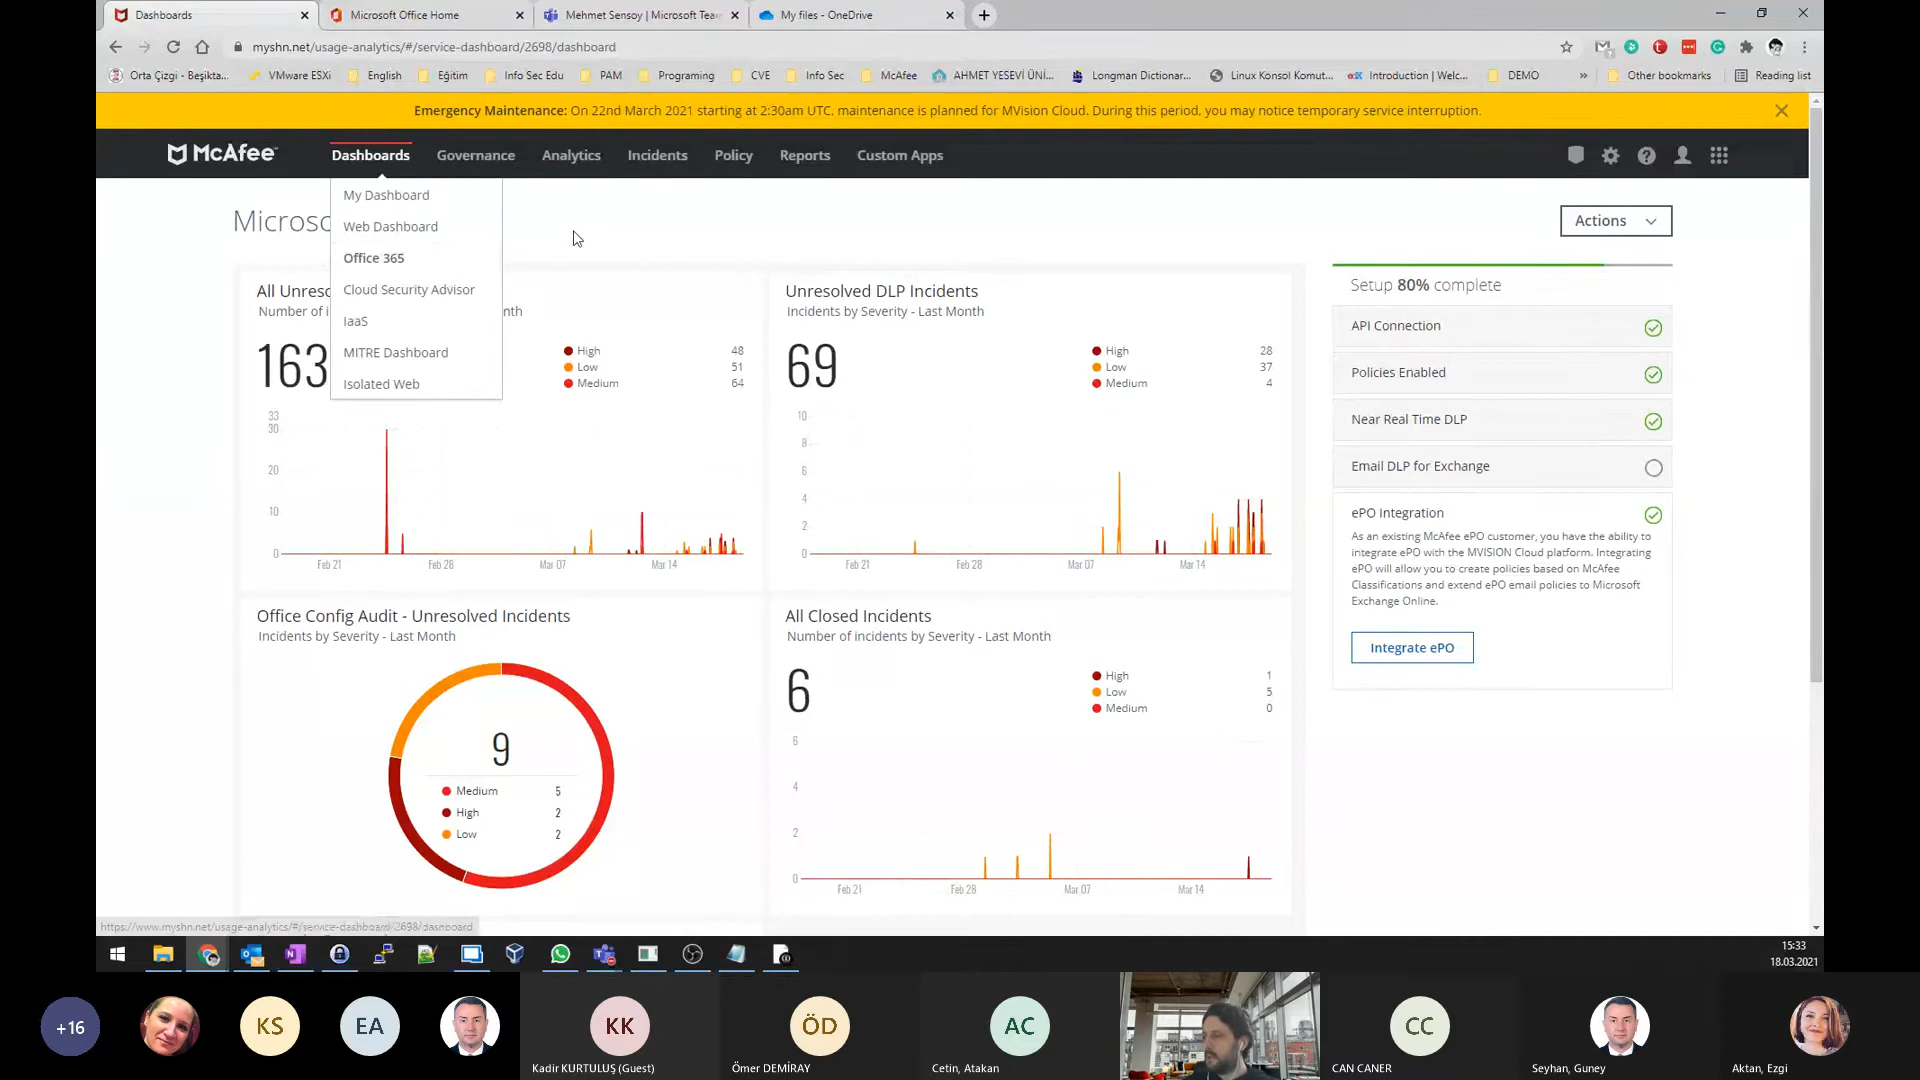 Dashboards
Microsoft Office Home
Mehmet Sensoy | Microsoft Tea
My files - OneDrive
myshn.net/usage-analytics/#/service-dashboard/2698/dashboard
Orta Çizgi - Beşikta...
VMware ESXi
English
Eğitim
Info Sec Edu
PAM
Programing
CVE
Info Sec
McAfee
AHMET YESEVİ ÜNİ...
Longman Dictionar...
Linux Konsol Komut...
Introduction | Welc...
DEMO
»
Other bookmarks
Reading list
Emergency Maintenance: On 22nd March 2021 starting at 2:30am UTC, maintenance is planned for MVision Cloud. During this period, you may notice temporary service interruption.
McAfee
Dashboards
Governance
Analytics
Incidents
Policy
Reports
Custom Apps
My Dashboard
Web Dashboard
Office 365
Cloud Security Advisor
IaaS
MITRE Dashboard
Isolated Web
Microso
Actions
All Unreso
Number of i nth
163
High 48
Low 51
Medium 64
33
30
20
10
0
Feb 21
Feb 28
Mar 07
Mar 14
Unresolved DLP Incidents
Incidents by Severity - Last Month
69
High 28
Low 37
Medium 4
10
8
6
4
2
0
Feb 21
Feb 28
Mar 07
Mar 14
Setup 80% complete
API Connection
Policies Enabled
Near Real Time DLP
Email DLP for Exchange
ePO Integration
As an existing McAfee ePO customer, you have the ability to
integrate ePO with the MVISION Cloud platform. Integrating
ePO will allow you to create policies based on McAfee
Classifications and extend ePO email policies to Microsoft
Exchange Online.
Integrate ePO
Office Config Audit - Unresolved Incidents
Incidents by Severity - Last Month
9
Medium 5
High 2
Low 2
All Closed Incidents
Number of incidents by Severity - Last Month
6
High 1
Low 5
Medium 0
6
4
2
0
Feb 21
Feb 28
Mar 07
Mar 14
https://www.myshn.net/usage-analytics/#/service-dashboard/2698/dashboard
15:33
18.03.2021
+16
KS
EA
KK
Kadir KURTULUŞ (Guest)
ÖD
Ömer DEMİRAY
AC
Cetin, Atakan
CC
CAN CANER
Seyhan, Guney
Aktan, Ezgi